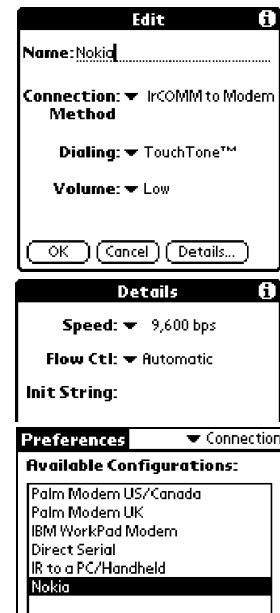 Edit
Name: Nokia
Connection: IrCOMM to Modem
Method
Dialing: TouchTone™
Volume: Low
OK Cancel Details...
Details
Speed: 9,600 bps
Flow Ctl: Automatic
Init String:
Preferences Connection
Available Configurations:
Palm Modem US/Canada
Palm Modem UK
IBM WorkPad Modem
Direct Serial
IR to a PC/Handheld
Nokia